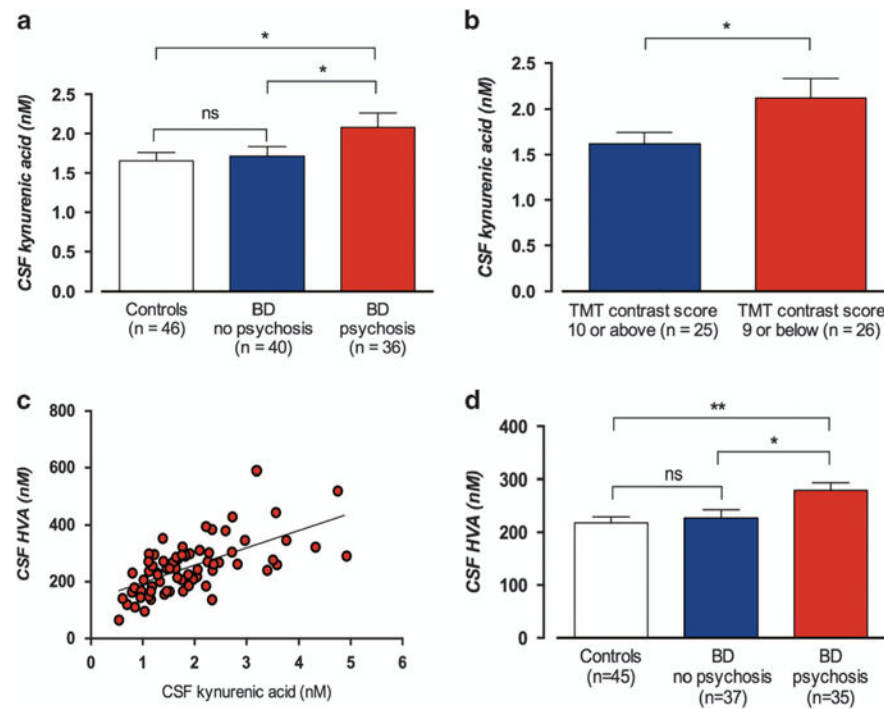 a
*
*
ns
CSF kynurenic acid (nM)
2.5
2.0
1.5
1.0
0.5
0.0
Controls
(n = 46)
BD
no psychosis
(n = 40)
BD
psychosis
(n = 36)
b
*
CSF kynurenic acid (nM)
2.5
2.0
1.5
1.0
0.5
0.0
TMT contrast score
10 or above (n = 25)
TMT contrast score
9 or below (n = 26)
c
CSF HVA (nM)
800
600
400
200
0
0 1 2 3 4 5 6
CSF kynurenic acid (nM)
d
**
*
ns
CSF HVA (nM)
400
300
200
100
0
Controls
(n=45)
BD
no psychosis
(n=37)
BD
psychosis
(n=35)